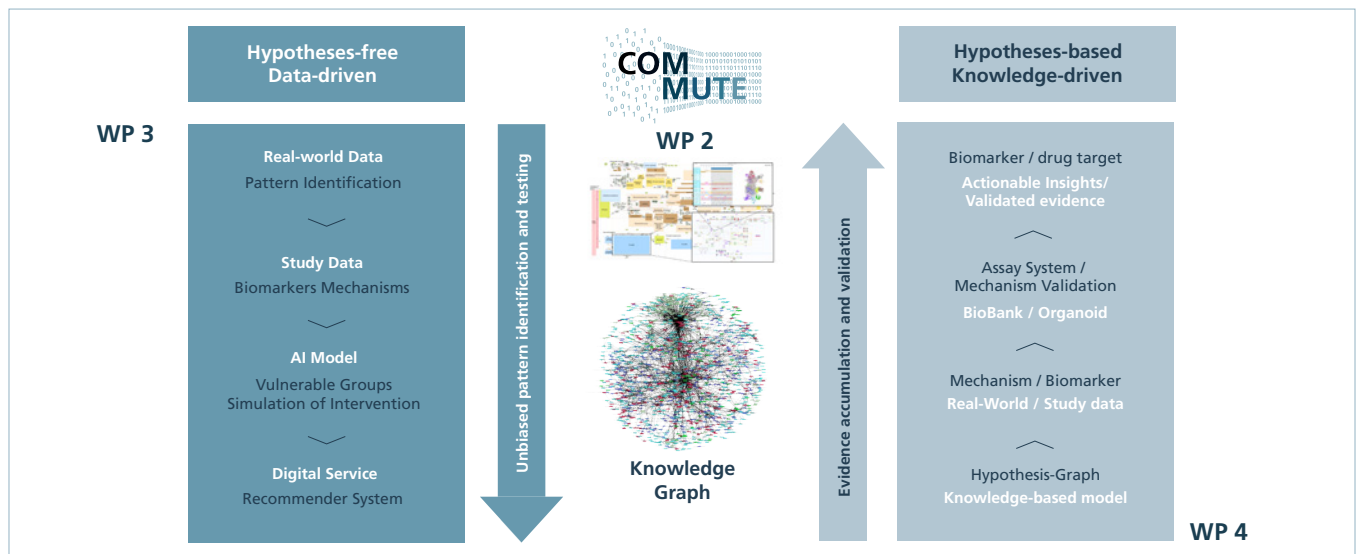 Hypotheses-free
Data-driven
WP 3
Real-world Data
Pattern Identification
Study Data
Biomarkers Mechanisms
AI Model
Vulnerable Groups
Simulation of Intervention
Digital Service
Recommender System
Unbiased pattern identification and testing
COM
MUTE
WP 2
Knowledge
Graph
Evidence accumulation and validation
Hypotheses-based
Knowledge-driven
Biomarker / drug target
Actionable Insights/
Validated evidence
Assay System /
Mechanism Validation
BioBank / Organoid
Mechanism / Biomarker
Real-World / Study data
Hypothesis-Graph
Knowledge-based model
WP 4